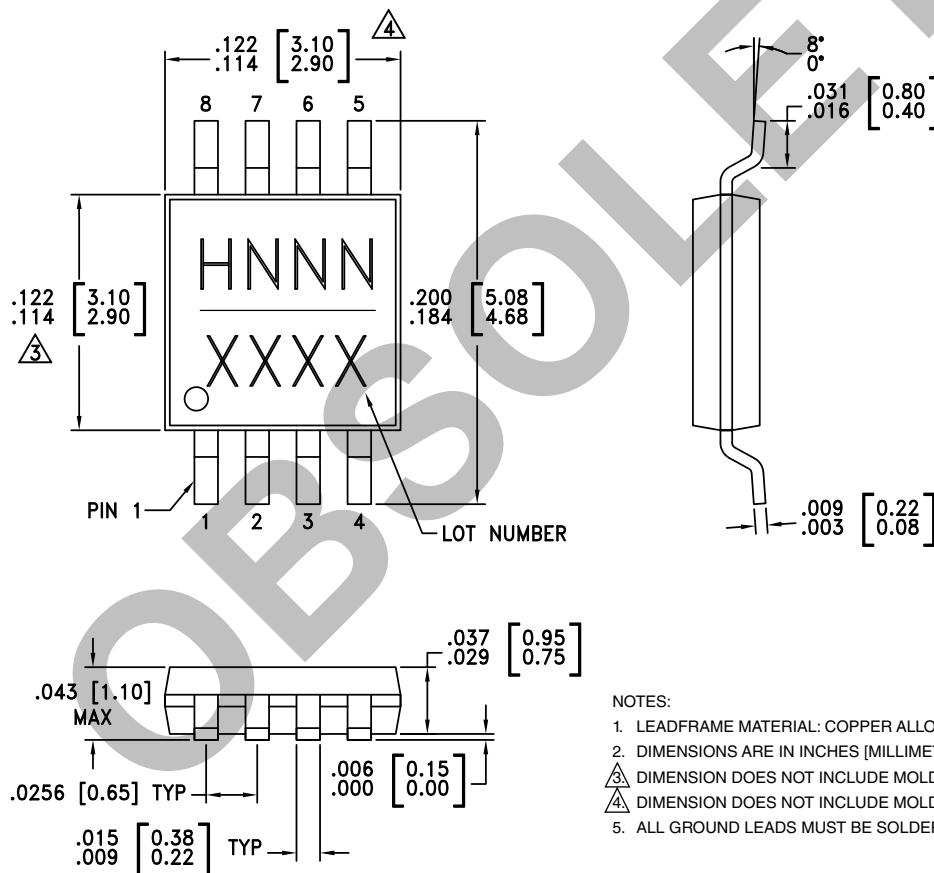 .122 [3.10]
.114 [2.90]
4
8 7 6 5
HNNN
XXXX
.122 [3.10]
.114 [2.90]
3
.200 [5.08]
.184 [4.68]
PIN 1
1 2 3 4
LOT NUMBER
8°
0°
.031 [0.80]
.016 [0.40]
.009 [0.22]
.003 [0.08]
.043 [1.10]
MAX
.037 [0.95]
.029 [0.75]
.0256 [0.65] TYP
.006 [0.15]
.000 [0.00]
.015 [0.38]
.009 [0.22]
TYP
NOTES:
1. LEADFRAME MATERIAL: COPPER ALLO
2. DIMENSIONS ARE IN INCHES [MILLIMET
3. DIMENSION DOES NOT INCLUDE MOLD
4. DIMENSION DOES NOT INCLUDE MOLD
5. ALL GROUND LEADS MUST BE SOLDER
OBSOLE